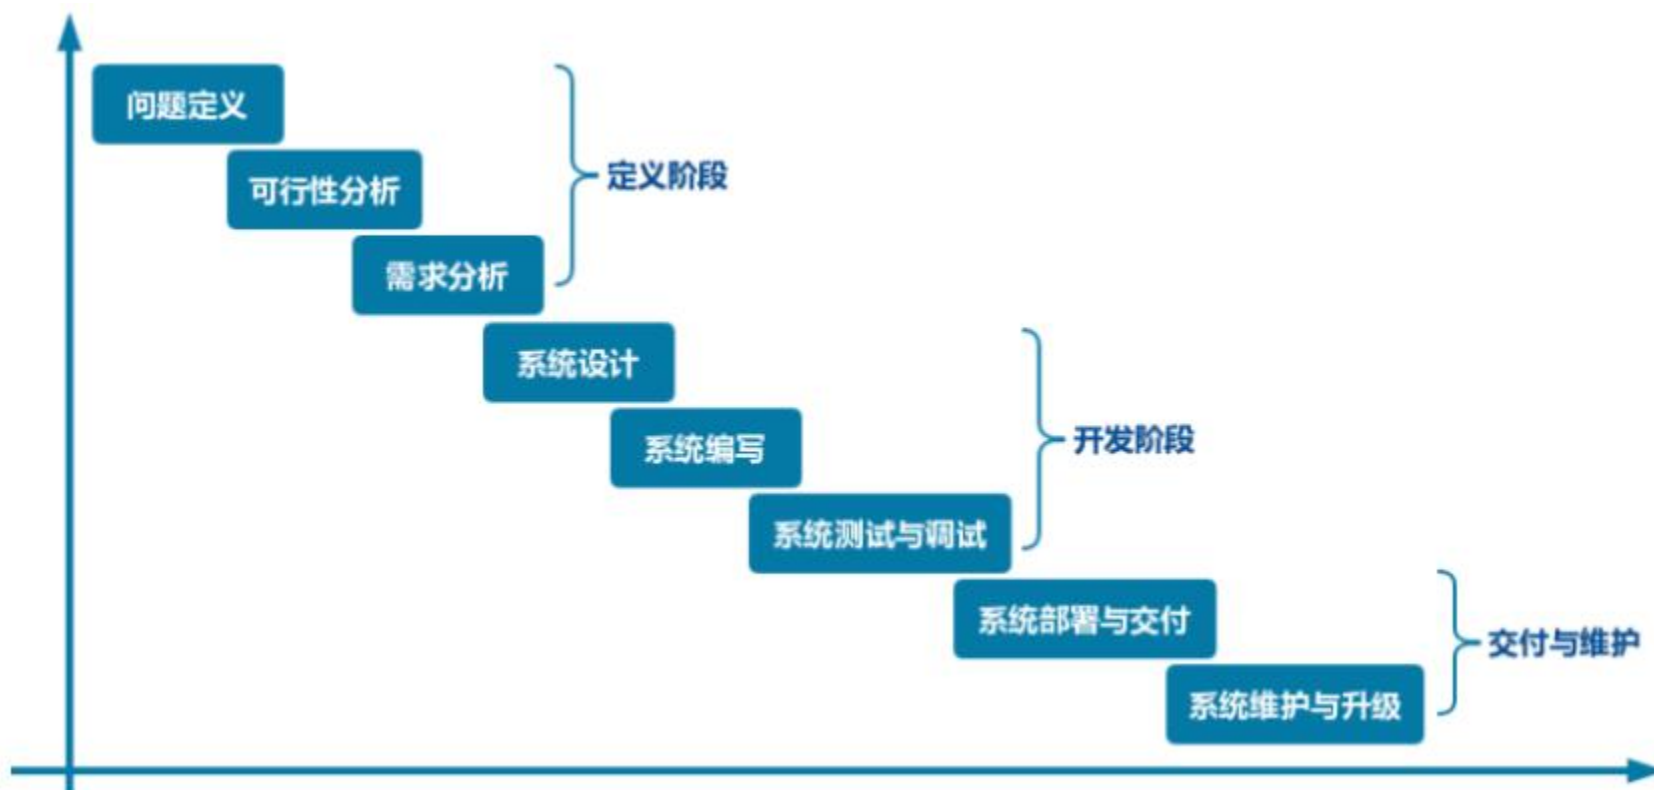 问题定义
可行性分析
定义阶段
需求分析
系统设计
系统编写
开发阶段
系统测试与调试
系统部署与交付
交付与维护
系统维护与升级